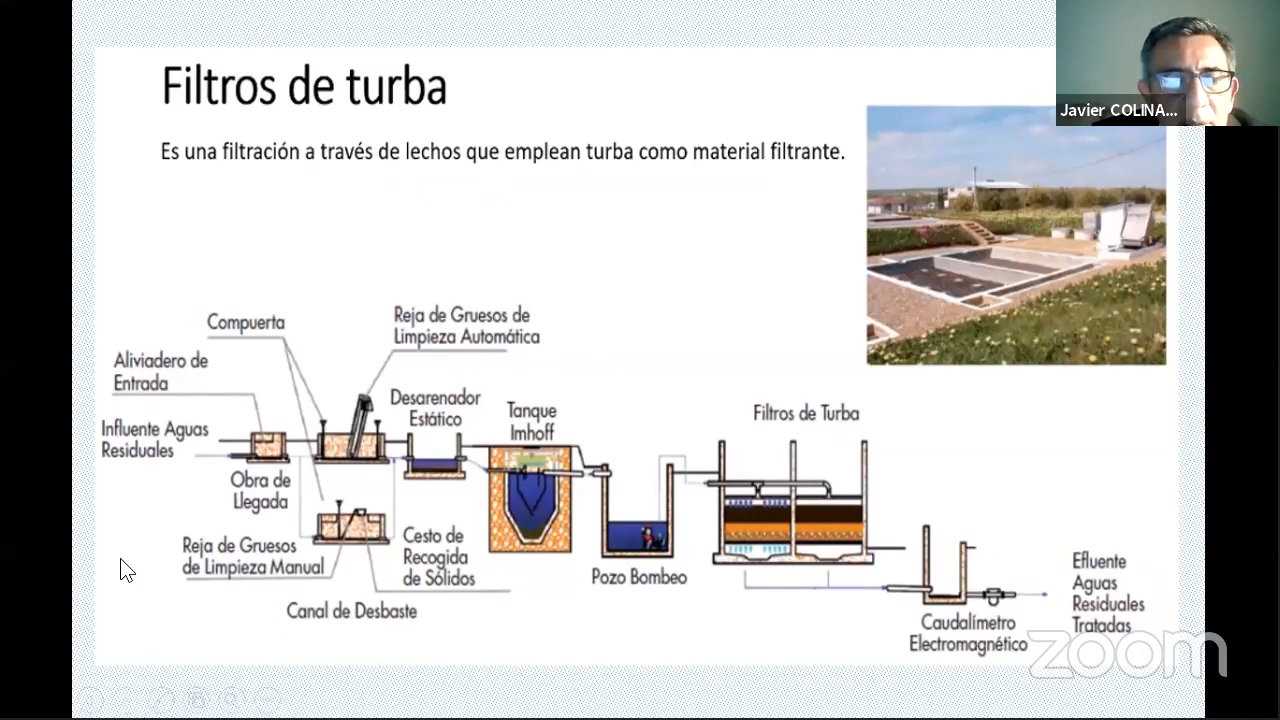 Filtros de turba
Javier COLINA...
Es una filtración a través de lechos que emplean turba como material filtrante.
Compuerta
Reja de Gruesos de
Limpieza Automática
Aliviadero de
Entrada
Desarenador
Estático
Tanque
Imhoff
Filtros de Turba
Influente Aguas
Residuales
Obra de
Llegada
Reja de Gruesos
de Limpieza Manual
Cesto de
Recogida
de Sólidos
Canal de Desbaste
Pozo Bombeo
Efluente
Aguas
Residuales
Tratadas
Caudalímetro
Electromagnético
zoom